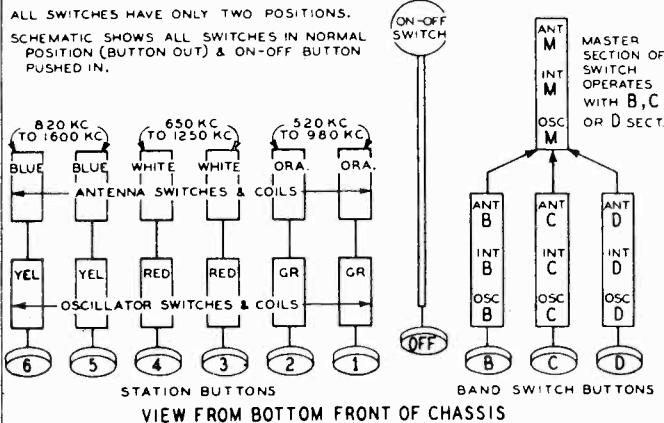 ALL SWITCHES HAVE ONLY TWO POSITIONS.
SCHEMATIC SHOWS ALL SWITCHES IN NORMAL
POSITION (BUTTON OUT) & ON-OFF BUTTON
PUSHED IN.
ON-OFF
SWITCH
ANT
M
INT
M
OSC
M
MASTER
SECTION OF
SWITCH
OPERATES
WITH B,C
OR D SECT.
820 KC
TO 1600 KC
650 KC
TO 1250 KC
520 KC
TO 980 KC
BLUE BLUE WHITE WHITE ORA. ORA.
ANTENNA SWITCHES & COILS
YEL YEL RED RED GR GR
OSCILLATOR SWITCHES & COILS
ANT B ANT C ANT D
INT B INT C INT D
OSC B OSC C OSC D
6 5 4 3 2 1 OFF B C D
STATION BUTTONS
BAND SWITCH BUTTONS
VIEW FROM BOTTOM FRONT OF CHASSIS